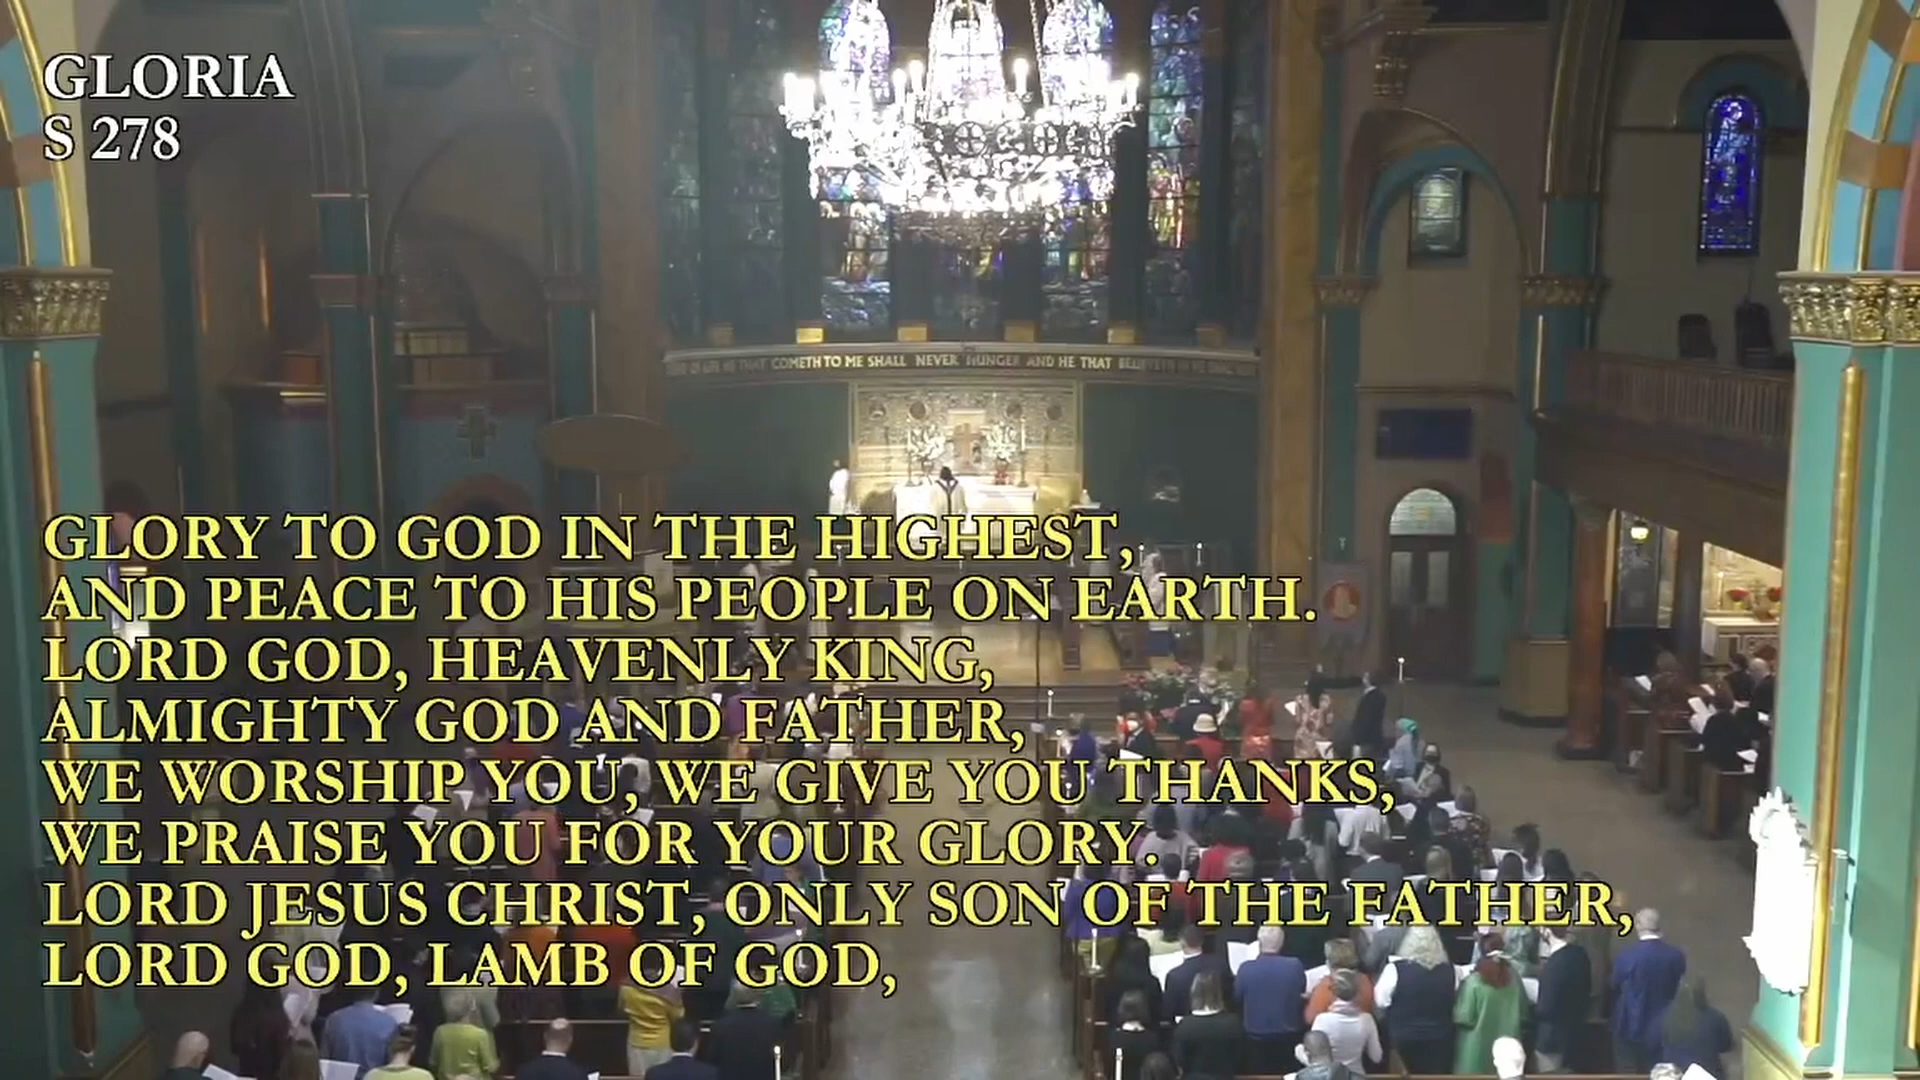 GLORIA
S 278
COMETH TO ME SHALL NEVER HUNGER AND HE THAT
GLORY TO GOD IN THE HIGHEST,
AND PEACE TO HIS PEOPLE ON EARTH.
LORD GOD, HEAVENLY KING,
ALMIGHTY GOD AND FATHER,
WE WORSHIP YOU, WE GIVE YOU THANKS,
WE PRAISE YOU FOR YOUR GLORY.
LORD JESUS CHRIST, ONLY SON OF THE FATHER,
LORD GOD, LAMB OF GOD,